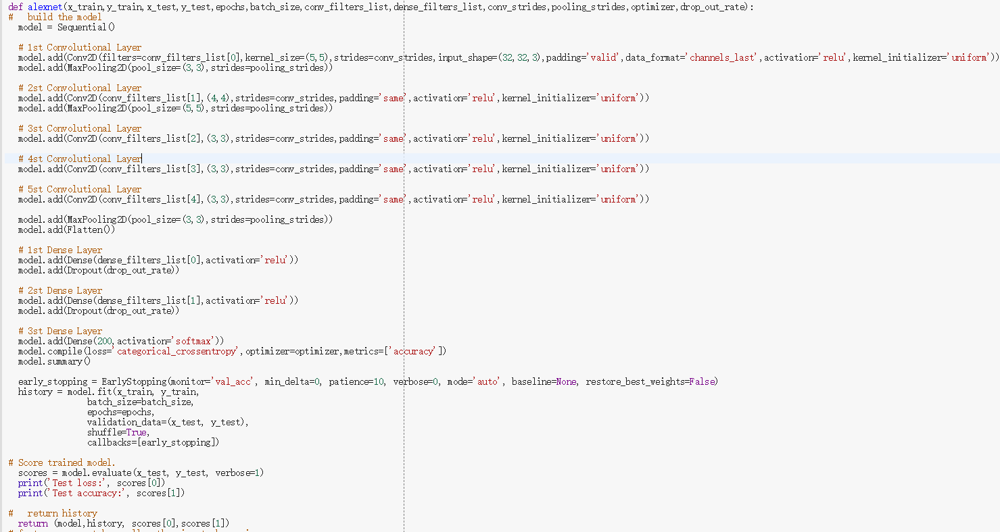 def alexnet(x_train,y_train,x_test,y_test,epochs,batch_size,conv_filters_list,dense_filters_list,conv_strides,pooling_strides,optimizer,drop_out_rate):
#   build the model
  model = Sequential()
  # 1st Convolutional Layer
  model.add(Conv2D(filters=conv_filters_list[0],kernel_size=(5,5),strides=conv_strides,input_shape=(32,32,3),padding='valid',data_format='channels_last',activation='relu',kernel_initializer='uniform'))
  model.add(MaxPooling2D(pool_size=(3,3),strides=pooling_strides))
  # 2st Convolutional Layer
  model.add(Conv2D(conv_filters_list[1],(4,4),strides=conv_strides,padding='same',activation='relu',kernel_initializer='uniform'))
  model.add(MaxPooling2D(pool_size=(5,5),strides=pooling_strides))
  # 3st Convolutional Layer
  model.add(Conv2D(conv_filters_list[2],(3,3),strides=conv_strides,padding='same',activation='relu',kernel_initializer='uniform'))
  # 4st Convolutional Layer
  model.add(Conv2D(conv_filters_list[3],(3,3),strides=conv_strides,padding='same',activation='relu',kernel_initializer='uniform'))
  # 5st Convolutional Layer
  model.add(Conv2D(conv_filters_list[4],(3,3),strides=conv_strides,padding='same',activation='relu',kernel_initializer='uniform'))
  model.add(MaxPooling2D(pool_size=(3,3),strides=pooling_strides))
  model.add(Flatten())
  # 1st Dense Layer
  model.add(Dense(dense_filters_list[0],activation='relu'))
  model.add(Dropout(drop_out_rate))
  # 2st Dense Layer
  model.add(Dense(dense_filters_list[1],activation='relu'))
  model.add(Dropout(drop_out_rate))
  # 3st Dense Layer
  model.add(Dense(200,activation='softmax'))
  model.compile(loss='categorical_crossentropy',optimizer=optimizer,metrics=['accuracy'])
  model.summary()
  early_stopping = EarlyStopping(monitor='val_acc', min_delta=0, patience=10, verbose=0, mode='auto', baseline=None, restore_best_weights=False)
  history = model.fit(x_train, y_train,
                batch_size=batch_size,
                epochs=epochs,
                validation_data=(x_test, y_test),
                shuffle=True,
                callbacks=[early_stopping])
# Score trained model.
  scores = model.evaluate(x_test, y_test, verbose=1)
  print('Test loss:', scores[0])
  print('Test accuracy:', scores[1])
#   return history
  return (model,history, scores[0],scores[1])